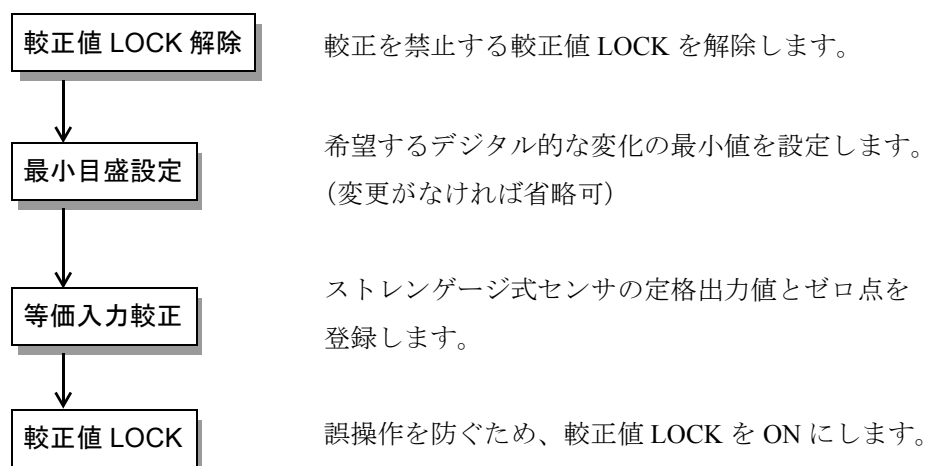 較正値 LOCK 解除
較正を禁止する較正値 LOCK を解除します。
最小目盛設定
希望するデジタル的な変化の最小値を設定します。
（変更がなければ省略可）
等価入力較正
ストレンゲージ式センサの定格出力値とゼロ点を
登録します。
較正値 LOCK
誤操作を防ぐため、較正値 LOCK を ON にします。